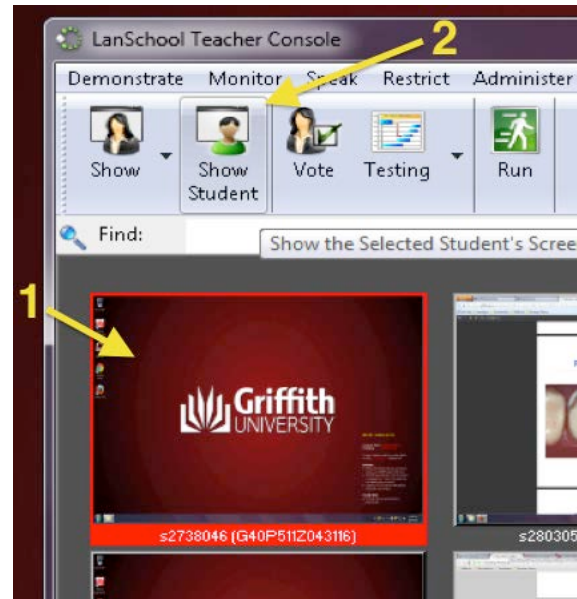 LanSchool Teacher Console
2
Demonstrate Monitor Speak Restrict Administer
Show Show Student Vote Testing Run
Find:
Show the Selected Student's Scree
1
Griffith
UNIVERSITY
s2738046 (G40P511Z043116)
s280305